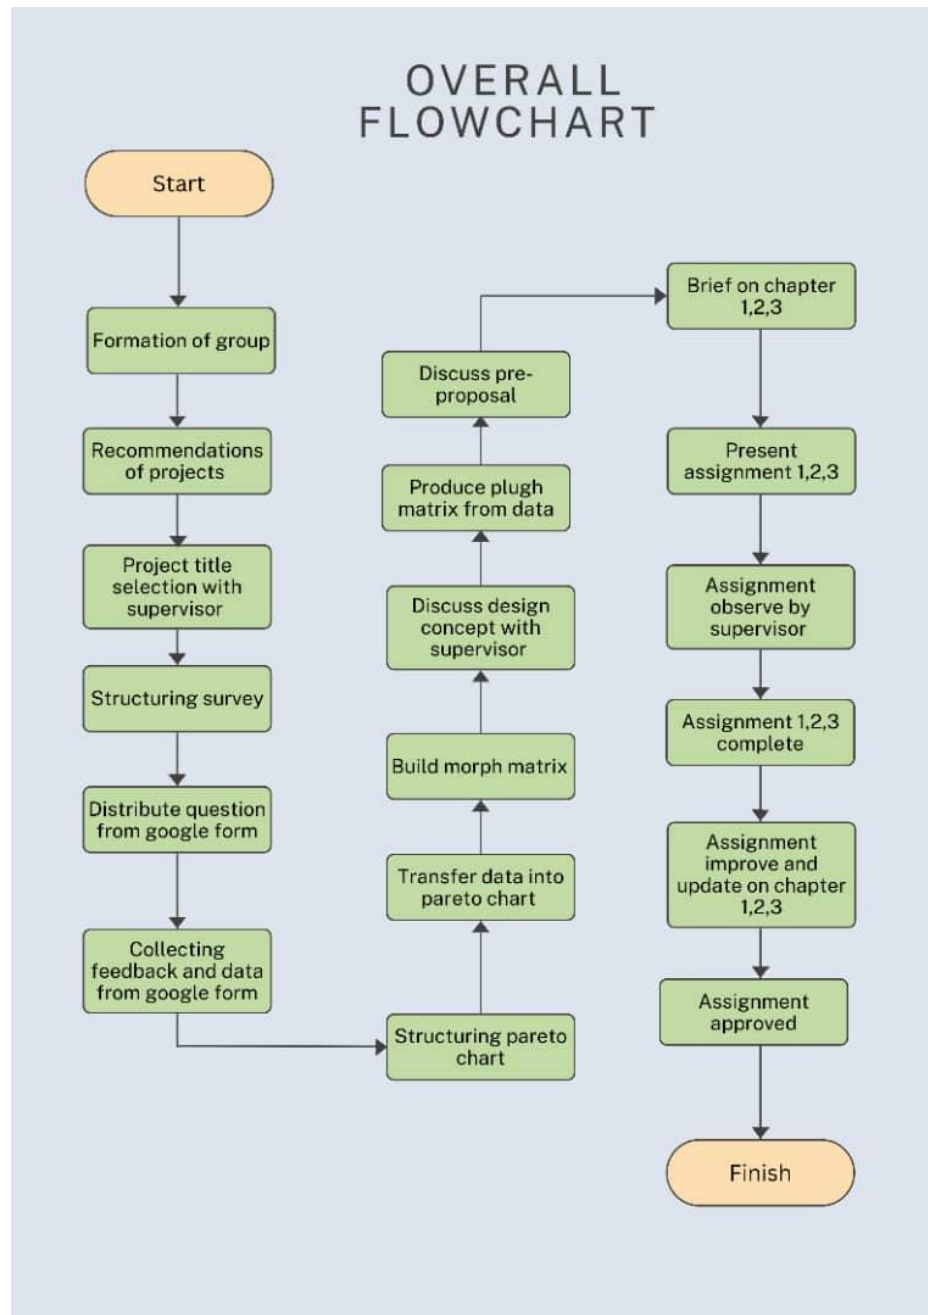 OVERALL
FLOWCHART
Start
Formation of group
Recommendations
of projects
Project title
selection with
supervisor
Structuring survey
Distribute question
from google form
Collecting
feedback and data
from google form
Structuring pareto
chart
Transfer data into
pareto chart
Build morph matrix
Discuss design
concept with
supervisor
Produce plugh
matrix from data
Discuss pre-
proposal
Brief on chapter
1,2,3
Present
assignment 1,2,3
Assignment
observe by
supervisor
Assignment 1,2,3
complete
Assignment
improve and
update on chapter
1,2,3
Assignment
approved
Finish